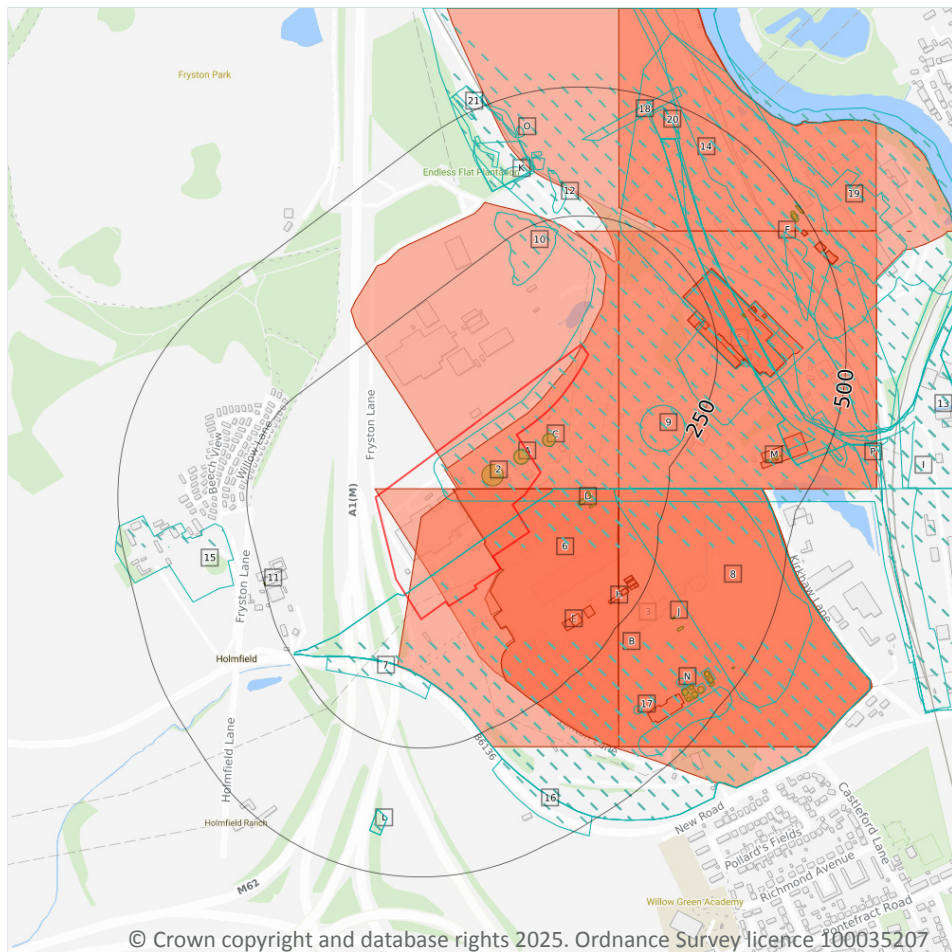 Fryston Park
21
O
18
20
14
Endless Flat Plantation
K
12
19
10
F
500
13
Fryston Lane
250
9
C
A
M
P
I
2
Beech View
Willow Lane
A1(M)
6
15
11
8
Kirkhaw Lane
Fryston Lane
H
3
J
E
B
Holmfield
7
N
17
B6136
Holmfield Lane
16
L
Holmfield Ranch
New Road
Castleford Lane
Pollard's Fields
Richmond Avenue
M62
Willow Green Academy
Pontefract Road
© Crown copyright and database rights 2025. Ordnance Survey licence 100035207.